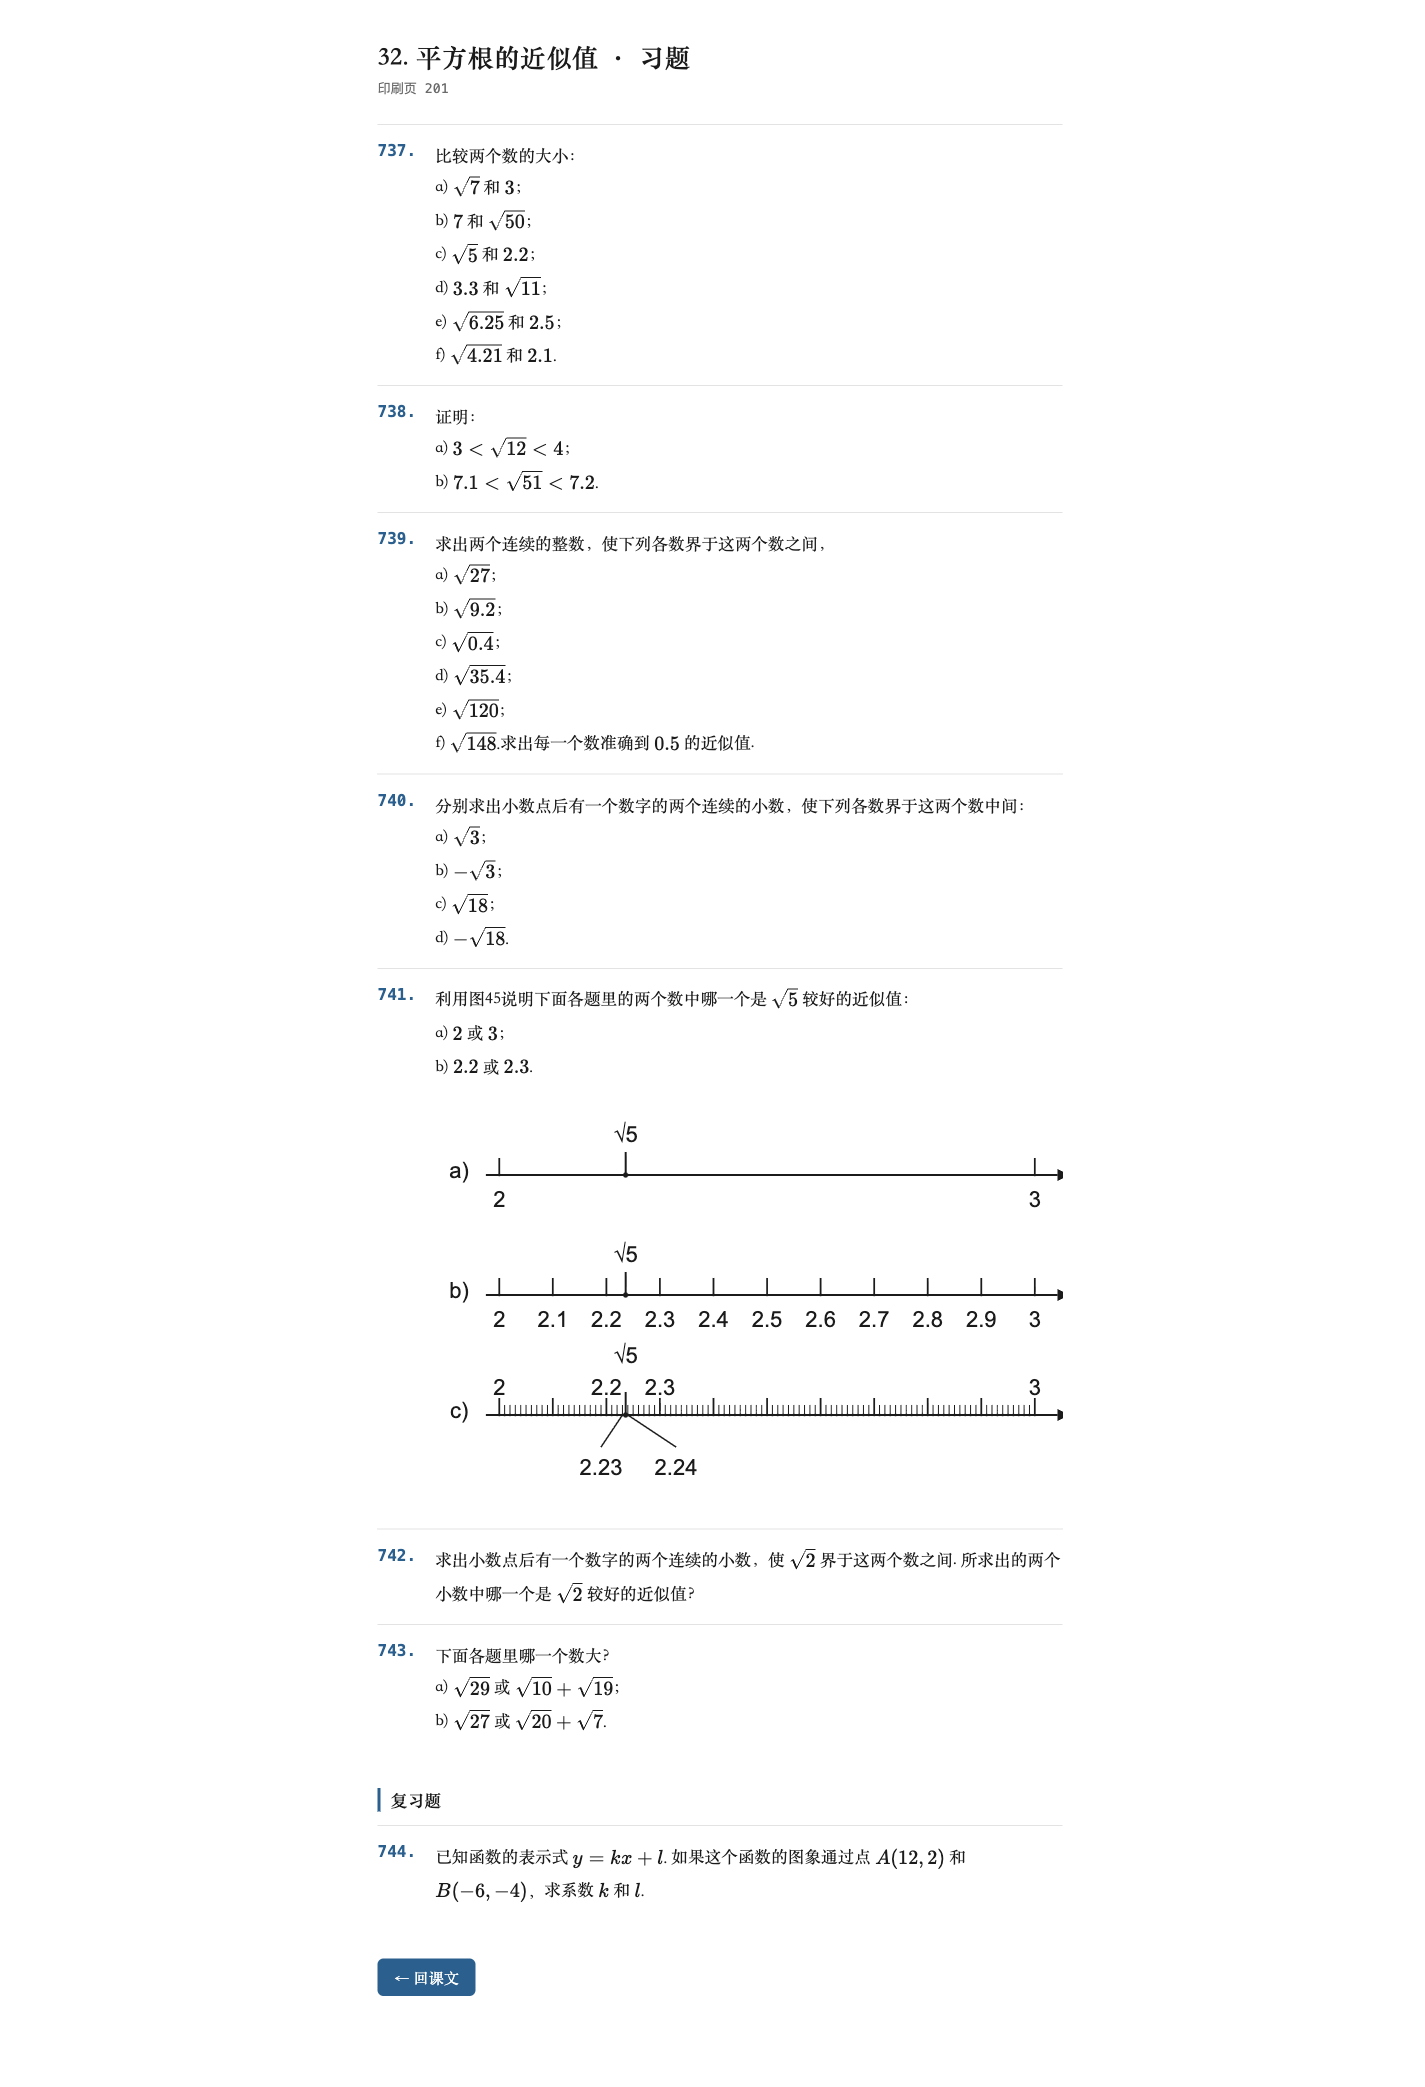 32. 平方根的近似值 · 习题
印刷页 201
737. 比较两个数的大小：
a) √7 和 3；
b) 7 和 √50；
c) √5 和 2.2；
d) 3.3 和 √11；
e) √6.25 和 2.5；
f) √4.21 和 2.1.
738. 证明：
a) 3 < √12 < 4；
b) 7.1 < √51 < 7.2.
739. 求出两个连续的整数，使下列各数界于这两个数之间，
a) √27；
b) √9.2；
c) √0.4；
d) √35.4；
e) √120；
f) √148.求出每一个数准确到 0.5 的近似值.
740. 分别求出小数点后有一个数字的两个连续的小数，使下列各数界于这两个数中间：
a) √3；
b) −√3；
c) √18；
d) −√18.
741. 利用图45说明下面各题里的两个数中哪一个是 √5 较好的近似值：
a) 2 或 3；
b) 2.2 或 2.3.
√5
a)
2 3
√5
b)
2 2.1 2.2 2.3 2.4 2.5 2.6 2.7 2.8 2.9 3
√5
2 2.2 2.3 3
c)
2.23 2.24
742. 求出小数点后有一个数字的两个连续的小数，使 √2 界于这两个数之间. 所求出的两个
小数中哪一个是 √2 较好的近似值？
743. 下面各题里哪一个数大？
a) √29 或 √10 + √19；
b) √27 或 √20 + √7.
复习题
744. 已知函数的表示式 y = kx + l. 如果这个函数的图象通过点 A(12, 2) 和
B(−6, −4)，求系数 k 和 l.
← 回课文